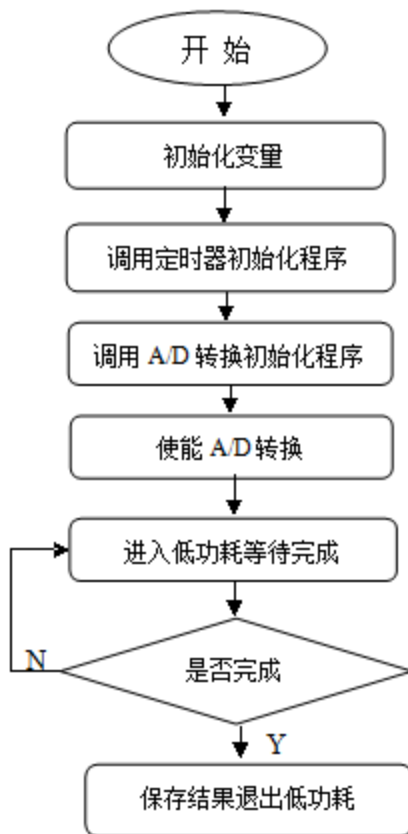 开 始
初始化变量
调用定时器初始化程序
调用 A/D 转换初始化程序
使能 A/D 转换
进入低功耗等待完成
是否完成
N
Y
保存结果退出低功耗